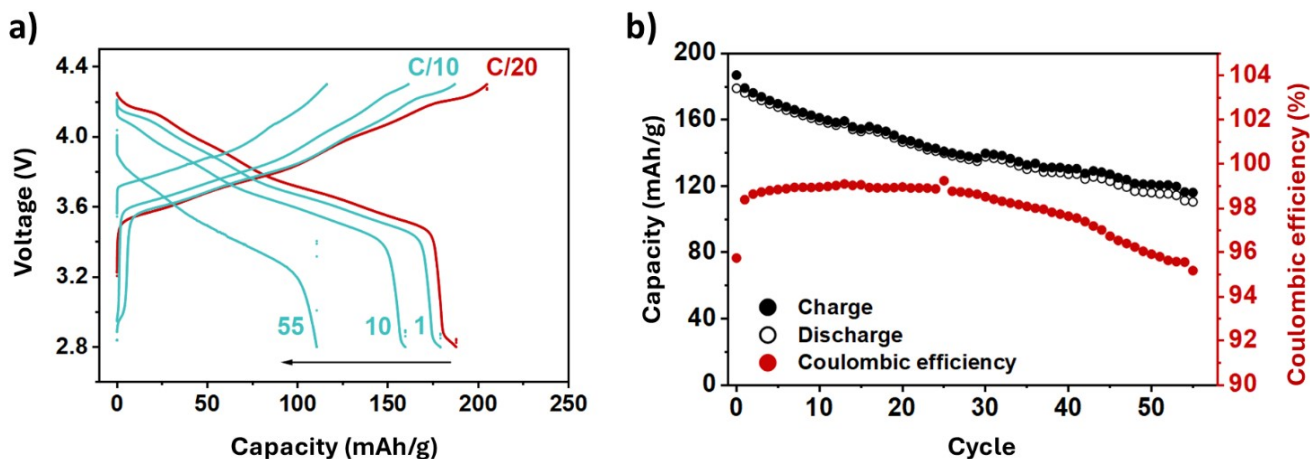 a)
4.4
4.0
3.6
3.2
2.8
Voltage (V)
C/10
C/20
55
10
1
0
50
100
150
200
250
Capacity (mAh/g)
b)
200
160
120
80
40
0
Capacity (mAh/g)
104
102
100
98
96
94
92
90
Coulombic efficiency (%)
Charge
Discharge
Coulombic efficiency
0
10
20
30
40
50
Cycle